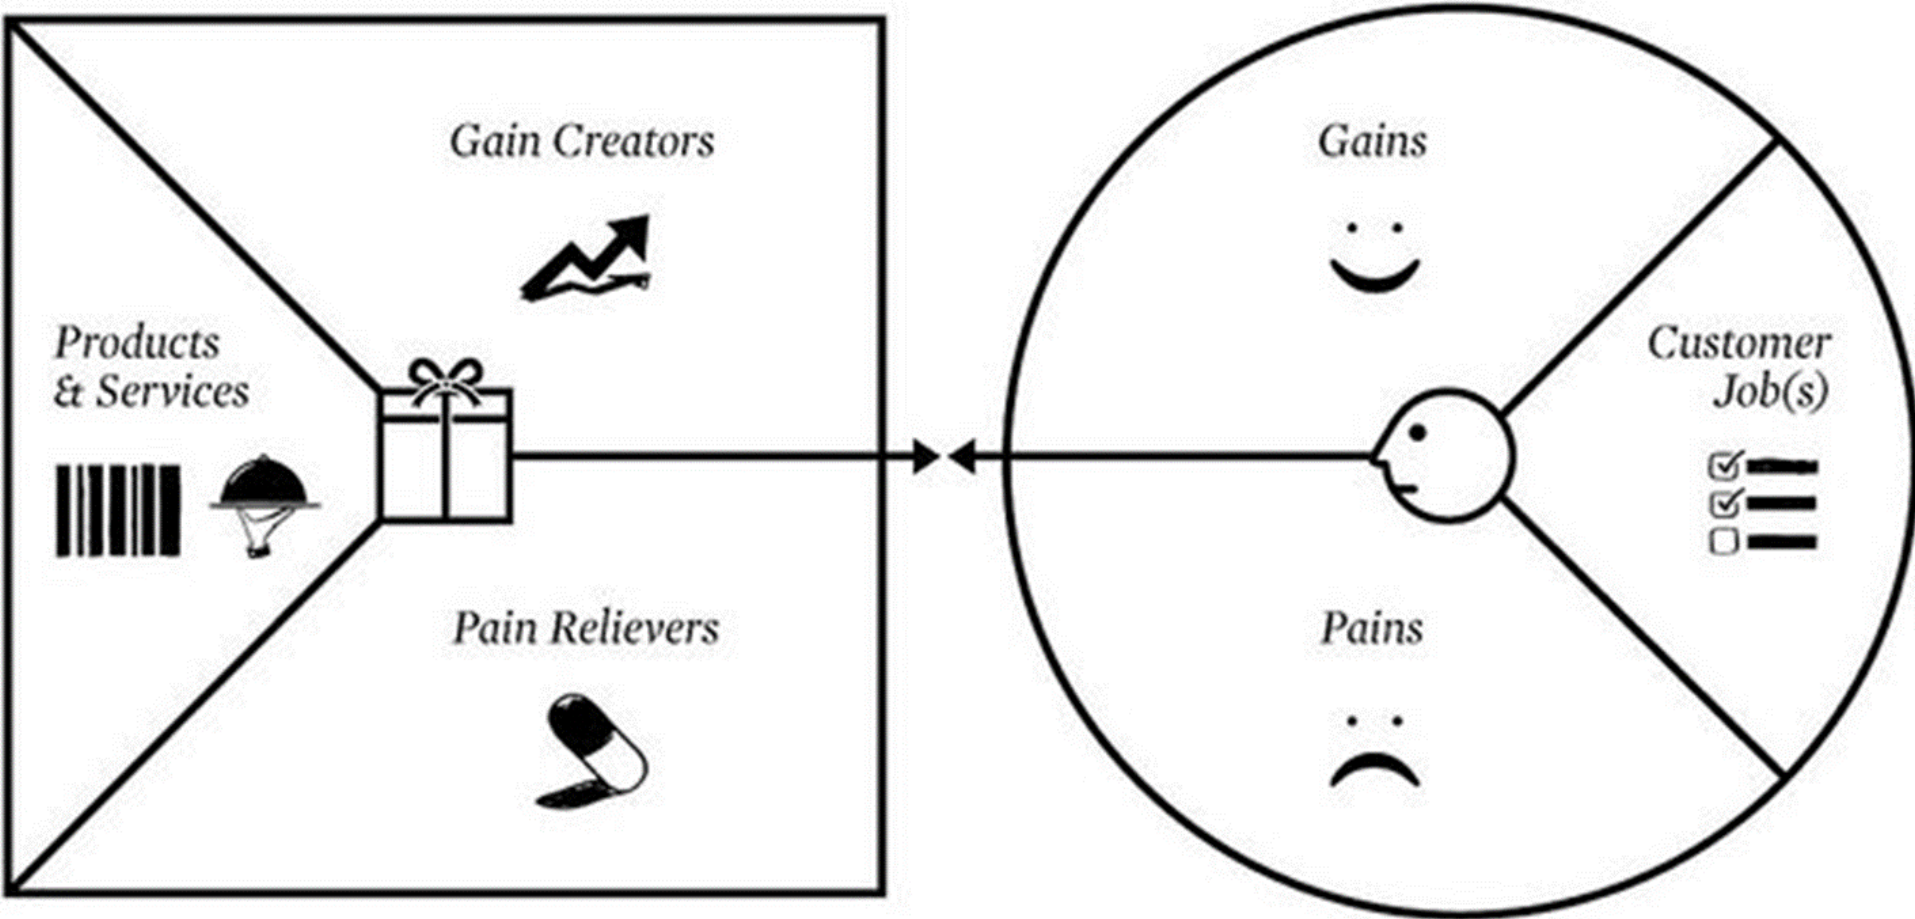 Gain Creators
Products
& Services
Pain Relievers
Gains
Customer
Job(s)
Pains